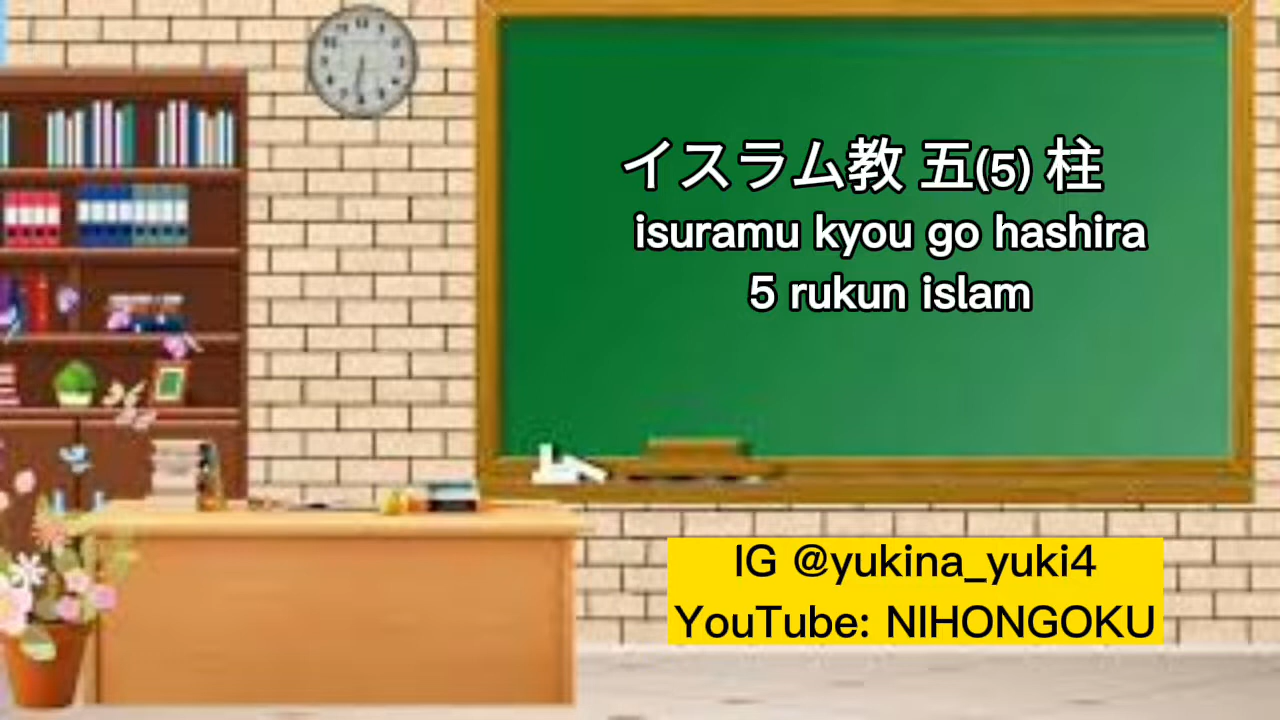 イスラム教 五(5) 柱
isuramu kyou go hashira
5 rukun islam
IG @yukina_yuki4
YouTube: NIHONGOKU